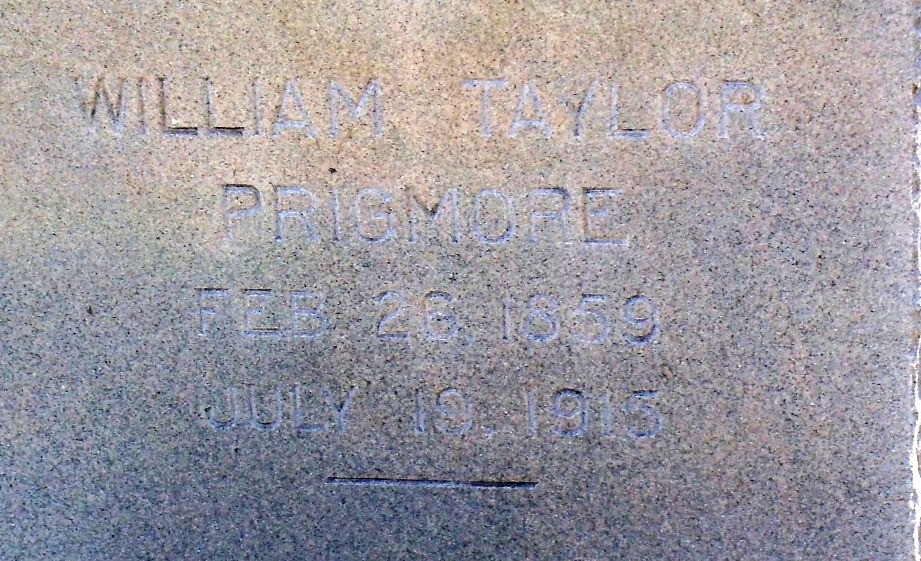 WILLIAM TAYLOR
PRIGMORE
FEB 26, 1859
JULY 19, 1915